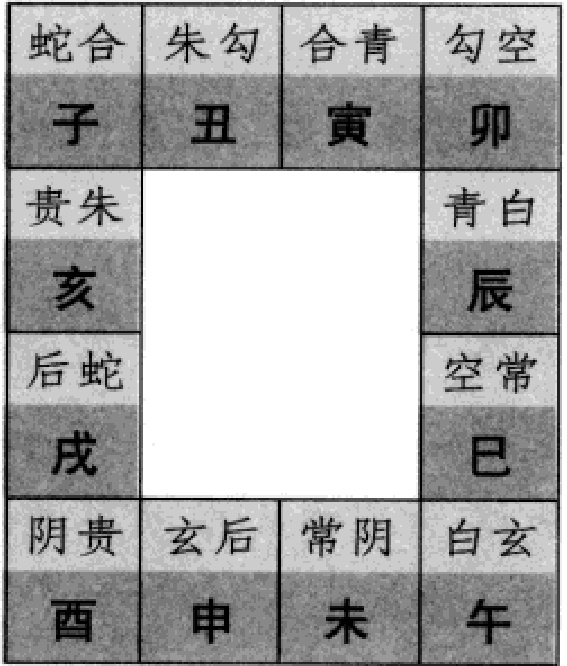 蛇合 朱勾 合青 勾空
子 丑 寅 卯
贵朱 青白
亥 辰
后蛇 空常
戌 巳
阴贵 玄后 常阴 白玄
酉 申 未 午